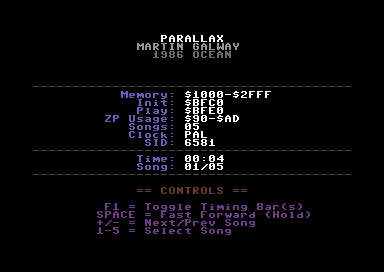 PARALLAX
MARTIN GALWAY
1986 OCEAN
Memory: $1000-$2FFF
Init: $BFC0
Play: $BFE0
ZP Usage: $90-$AD
Songs: 05
Clock: PAL
SID: 6581
Time: 00:04
Song: 01/05
== CONTROLS ==
F1 = Toggle Timing Bar(s)
SPACE = Fast Forward (Hold)
+/- = Next/Prev Song
1-5 = Select Song